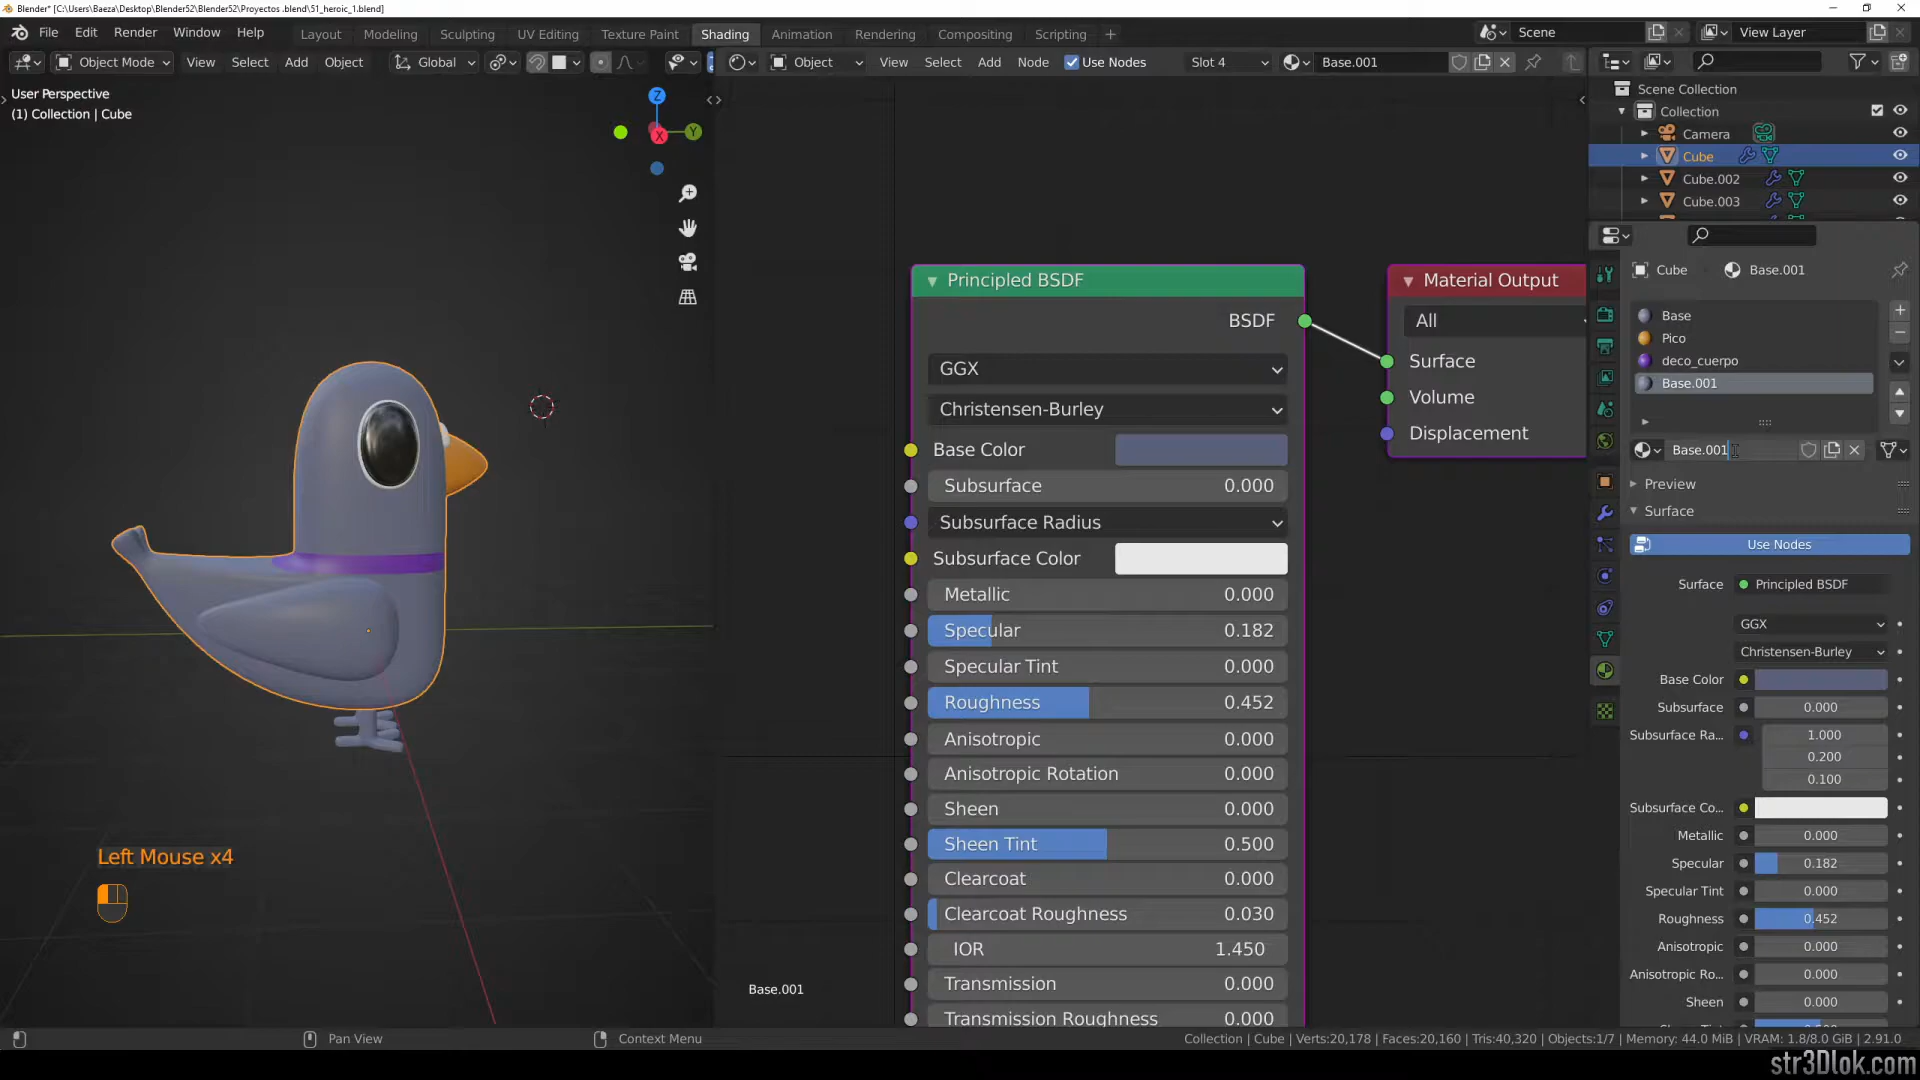 Blender* [C:\Users\Baeza\Desktop\Blender52\Blender52\Proyectos .blend\51_heroic_1.blend]
File Edit Render Window Help
Layout Modeling Sculpting UV Editing Texture Paint Shading Animation Rendering Compositing Scripting +
Scene
View Layer
Object Mode View Select Add Object Global
Object View Select Add Node Use Nodes Slot 4 Base.001
User Perspective
(1) Collection | Cube
Z
X
Y
Principled BSDF
BSDF
GGX
Christensen-Burley
Base Color
Subsurface 0.000
Subsurface Radius
Subsurface Color
Metallic 0.000
Specular 0.182
Specular Tint 0.000
Roughness 0.452
Anisotropic 0.000
Anisotropic Rotation 0.000
Sheen 0.000
Sheen Tint 0.500
Clearcoat 0.000
Clearcoat Roughness 0.030
IOR 1.450
Transmission 0.000
Transmission Roughness 0.000
Material Output
All
Surface
Volume
Displacement
Base.001
Left Mouse x4
Scene Collection
Collection
Camera
Cube
Cube.002
Cube.003
Cube Base.001
Base
Pico
deco_cuerpo
Base.001
Base.001
Preview
Surface
Use Nodes
Surface Principled BSDF
GGX
Christensen-Burley
Base Color
Subsurface 0.000
Subsurface Ra... 1.000
0.200
0.100
Subsurface Co...
Metallic 0.000
Specular 0.182
Specular Tint 0.000
Roughness 0.452
Anisotropic 0.000
Anisotropic Ro... 0.000
Sheen 0.000
Pan View
Context Menu
Collection | Cube | Verts:20,178 | Faces:20,160 | Tris:40,320 | Objects:1/7 | Memory: 44.0 MiB | VRAM: 1.8/8.0 GiB | 2.91.0
str3Dlok.com